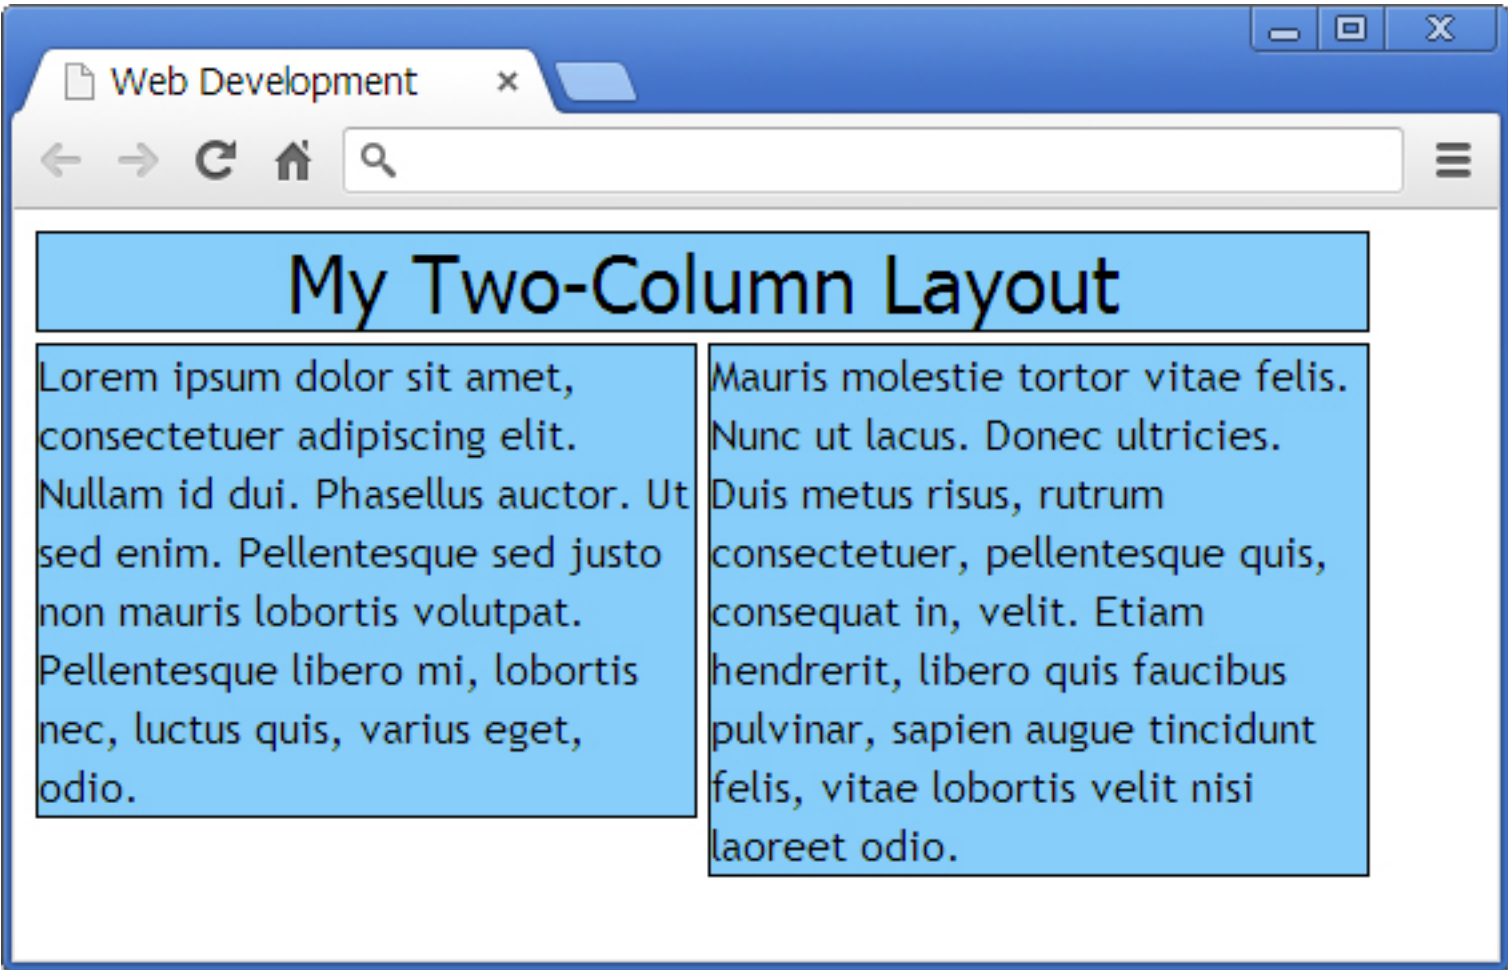 Web Development
My Two-Column Layout
Lorem ipsum dolor sit amet,
consectetuer adipiscing elit.
Nullam id dui. Phasellus auctor. Ut
sed enim. Pellentesque sed justo
non mauris lobortis volutpat.
Pellentesque libero mi, lobortis
nec, luctus quis, varius eget,
odio.
Mauris molestie tortor vitae felis.
Nunc ut lacus. Donec ultricies.
Duis metus risus, rutrum
consectetuer, pellentesque quis,
consequat in, velit. Etiam
hendrerit, libero quis faucibus
pulvinar, sapien augue tincidunt
felis, vitae lobortis velit nisi
laoreet odio.